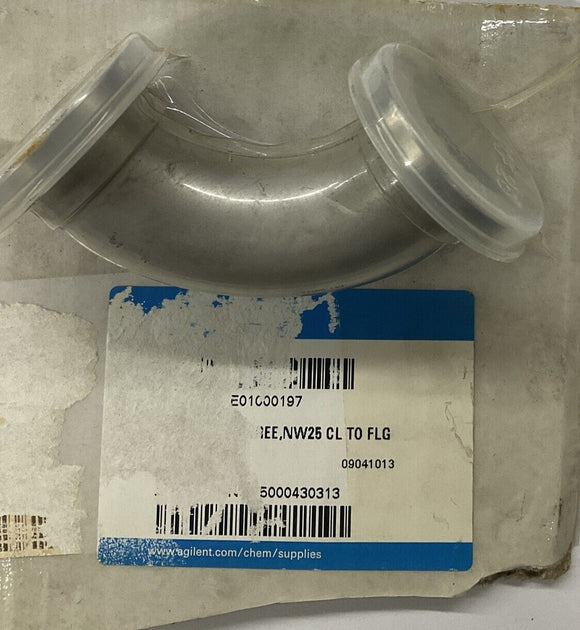 E01000197
EE,NW25 CL TO FLG
09041013
5000430313
www.agilent.com/chem/supplies